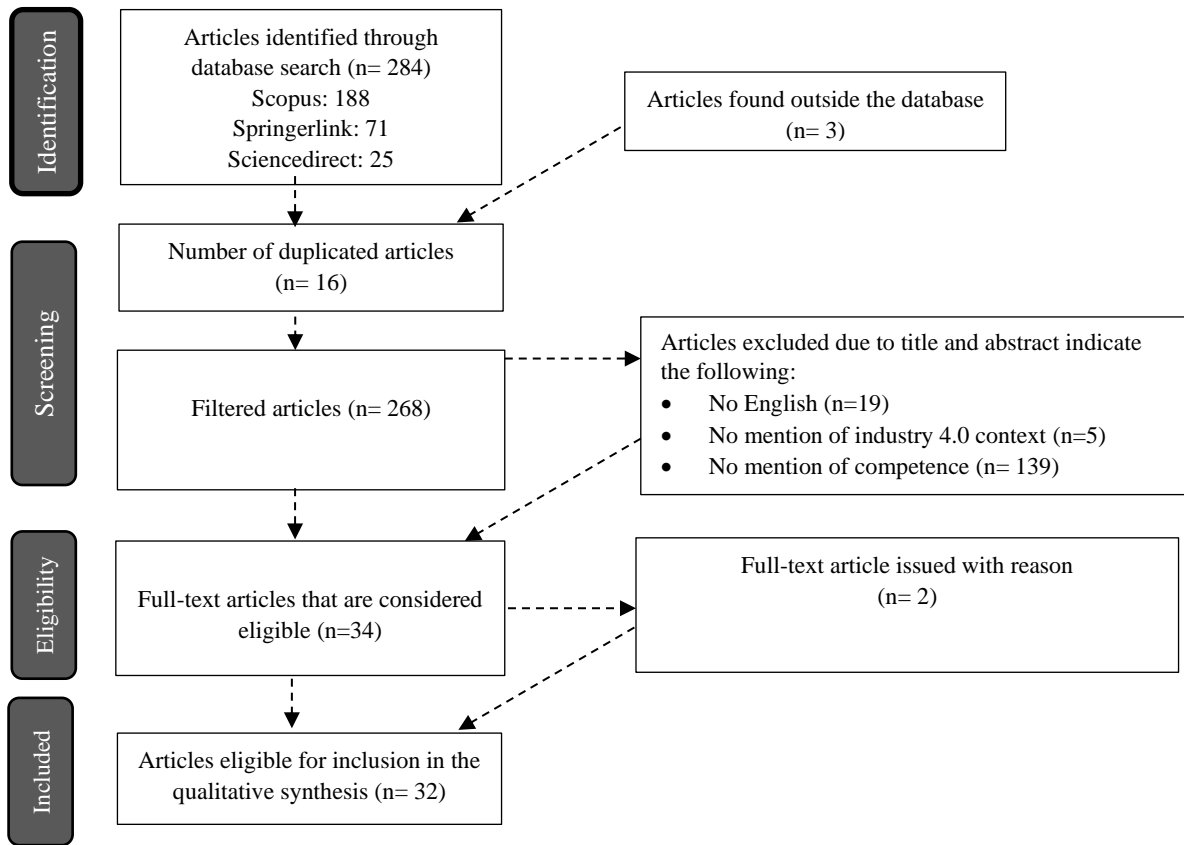 Identification
Articles identified through
database search (n= 284)
Scopus: 188
Springerlink: 71
Sciencedirect: 25
Articles found outside the database
(n= 3)
Screening
Number of duplicated articles
(n= 16)
Filtered articles (n= 268)
Articles excluded due to title and abstract indicate
the following:
• No English (n=19)
• No mention of industry 4.0 context (n=5)
• No mention of competence (n= 139)
Eligibility
Full-text articles that are considered
eligible (n=34)
Full-text article issued with reason
(n= 2)
Included
Articles eligible for inclusion in the
qualitative synthesis (n= 32)